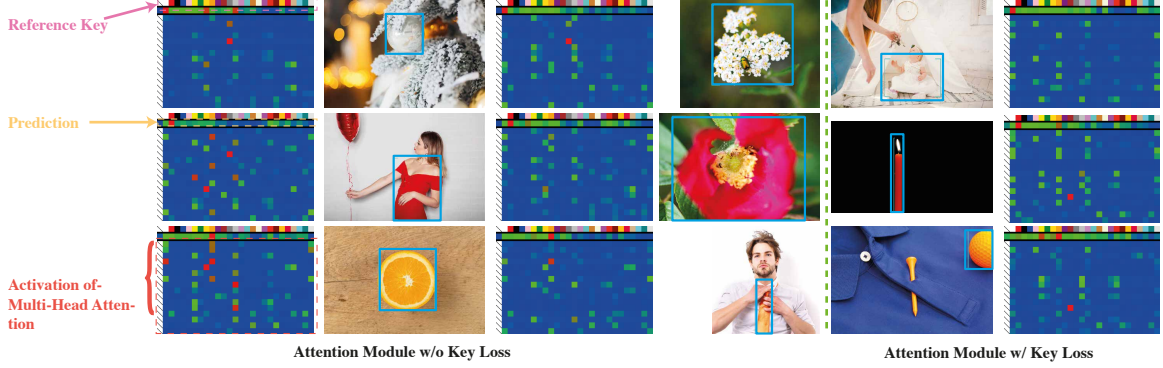 Reference Key
Prediction
Activation of-
Multi-Head Atten-
tion
Attention Module w/o Key Loss
Attention Module w/ Key Loss